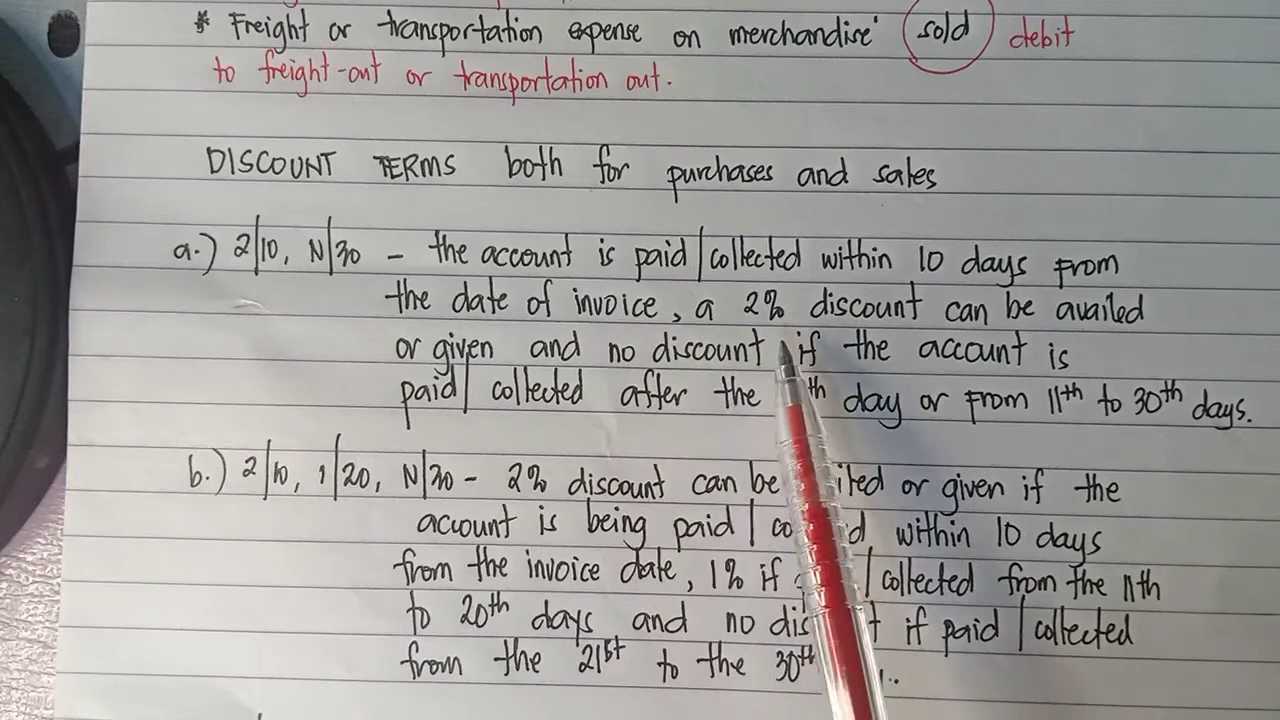 * Freight or transportation expense on merchandise sold debit
to freight-out or transportation out.
DISCOUNT TERMS both for purchases and sales
a.) 2/10, N/30 - the account is paid/collected within 10 days from
the date of invoice, a 2% discount can be availed
or given and no discount if the account is
paid/collected after the day or from 11th to 30th days.
b.) 2/10, 1/20, N/30 - 2% discount can be or given if the
account is being paid/ within 10 days
from the invoice date, 1% if /collected from the 11th
to 20th days and no if paid/collected
from the 21st to the 30th